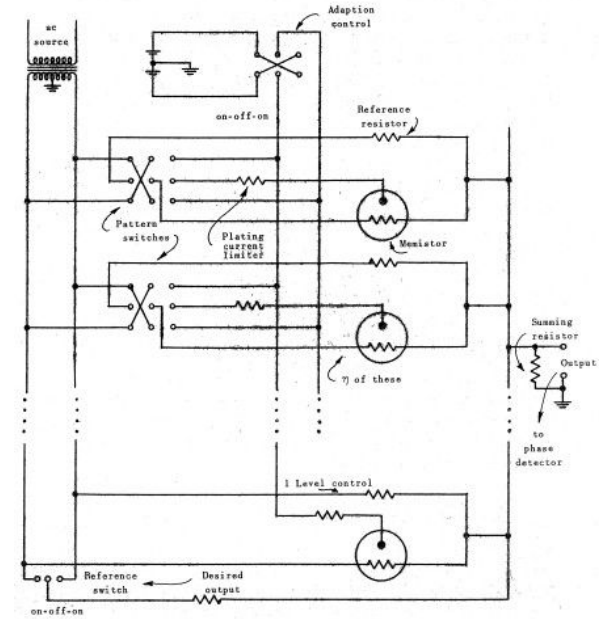 ac
source
Adaption
control
on-off-on
Reference
resistor
Pattern
switches
Plating
current
limiter
Memistor
Summing
resistor
Output
η of these
to
phase
detector
1 Level control
Reference
switch
Desired
output
on-off-on